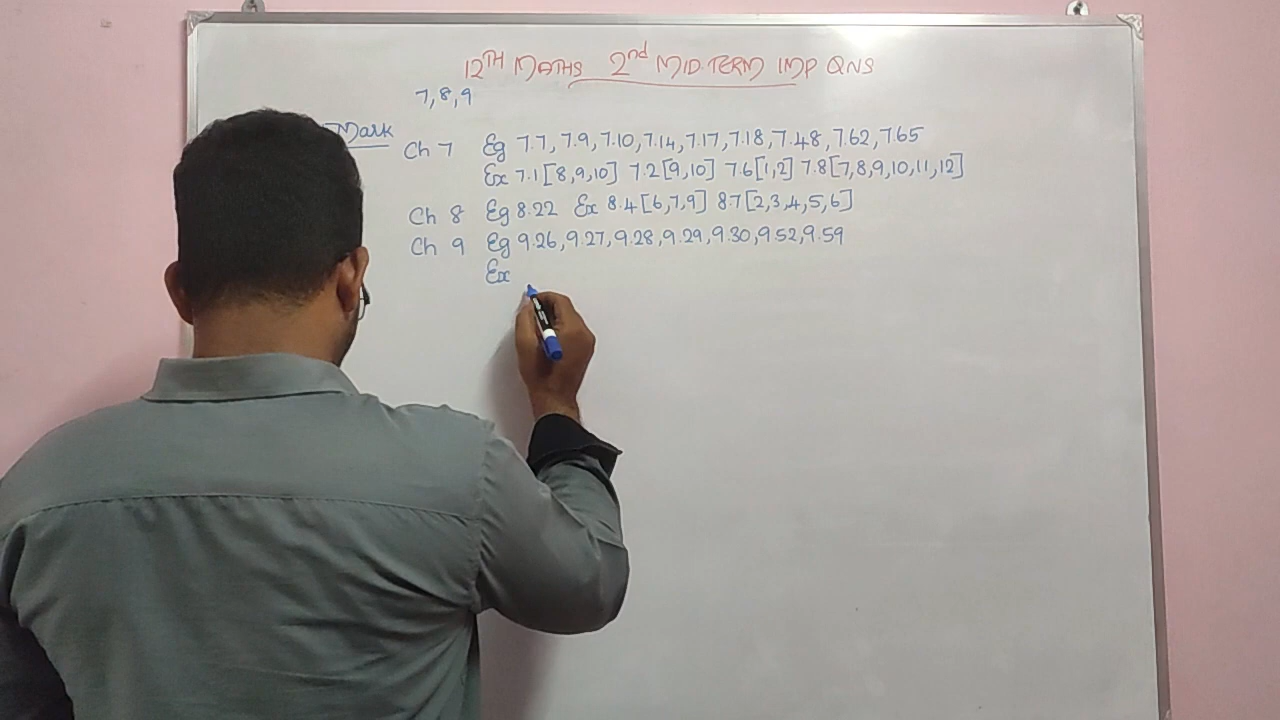 12TH MATHS 2nd MID TERM IMP QNS
7,8,9
Mark
Ch 7 Eg 7.7, 7.9, 7.10, 7.14, 7.17, 7.18, 7.48, 7.62, 7.65
Ex 7.1[8,9,10] 7.2[9,10] 7.6[1,2] 7.8[7,8,9,10,11,12]
Ch 8 Eg 8.22 Ex 8.4[6,7,9] 8.7[2,3,4,5,6]
Ch 9 Eg 9.26, 9.27, 9.28, 9.29, 9.30, 9.52, 9.59
Ex